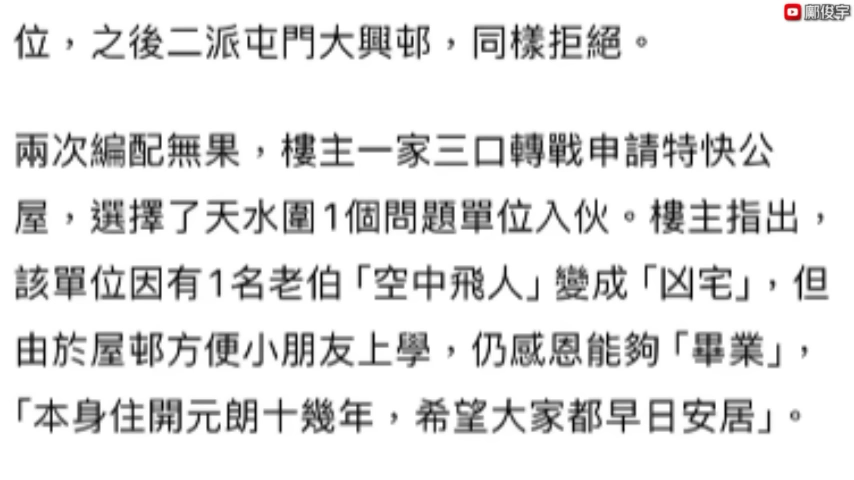 鄺俊宇
位，之後二派屯門大興邨，同樣拒絕。
兩次編配無果，樓主一家三口轉戰申請特快公
屋，選擇了天水圍1個問題單位入伙。樓主指出，
該單位因有1名老伯「空中飛人」變成「凶宅」，但
由於屋邨方便小朋友上學，仍感恩能夠「畢業」，
「本身住開元朗十幾年，希望大家都早日安居」。